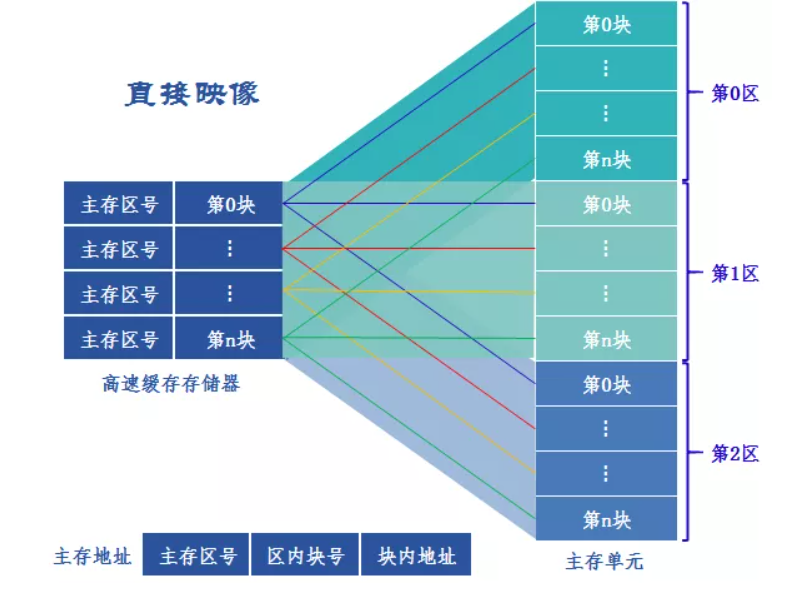 直接映像
第0块
⋮
⋮
第n块
第0区
主存区号 第0块
主存区号 ⋮
主存区号 ⋮
主存区号 第n块
高速缓存存储器
第0块
⋮
⋮
第n块
第1区
第0块
⋮
⋮
第n块
第2区
主存单元
主存地址 主存区号 区内块号 块内地址